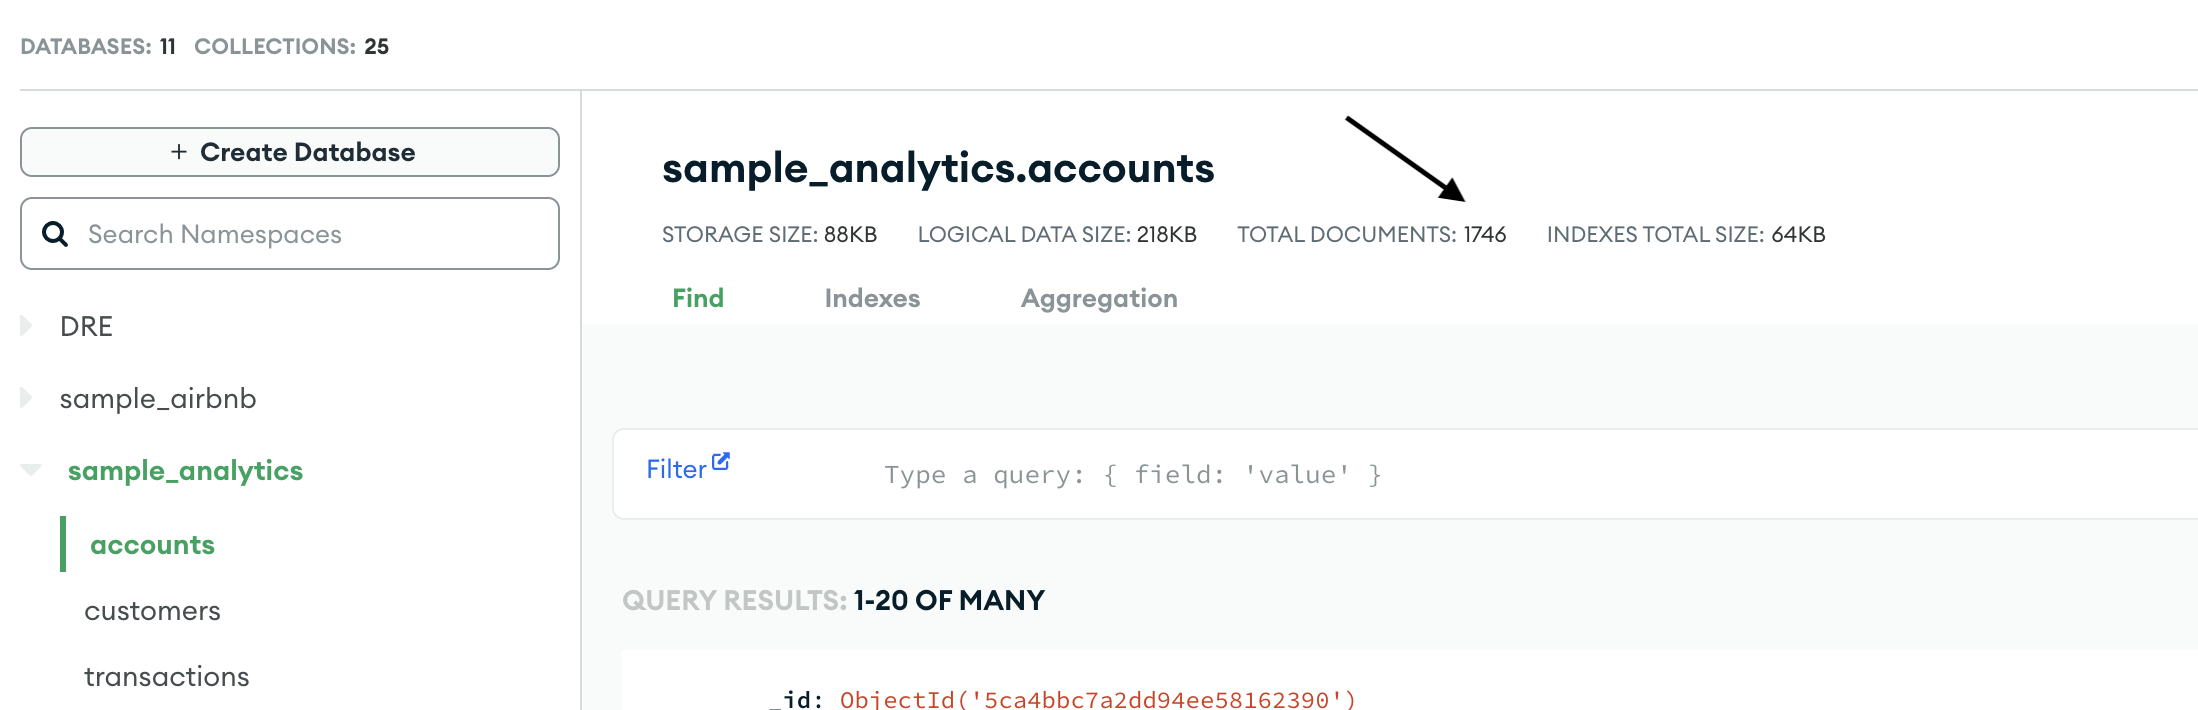 DATABASES: 11 COLLECTIONS: 25
+ Create Database
Search Namespaces
DRE
sample_airbnb
sample_analytics
accounts
customers
transactions
sample_analytics.accounts
STORAGE SIZE: 88KB LOGICAL DATA SIZE: 218KB TOTAL DOCUMENTS: 1746 INDEXES TOTAL SIZE: 64KB
Find Indexes Aggregation
Filter Type a query: { field: 'value' }
QUERY RESULTS: 1-20 OF MANY
_id: ObjectId('5ca4bbc7a2dd94ee58162390')